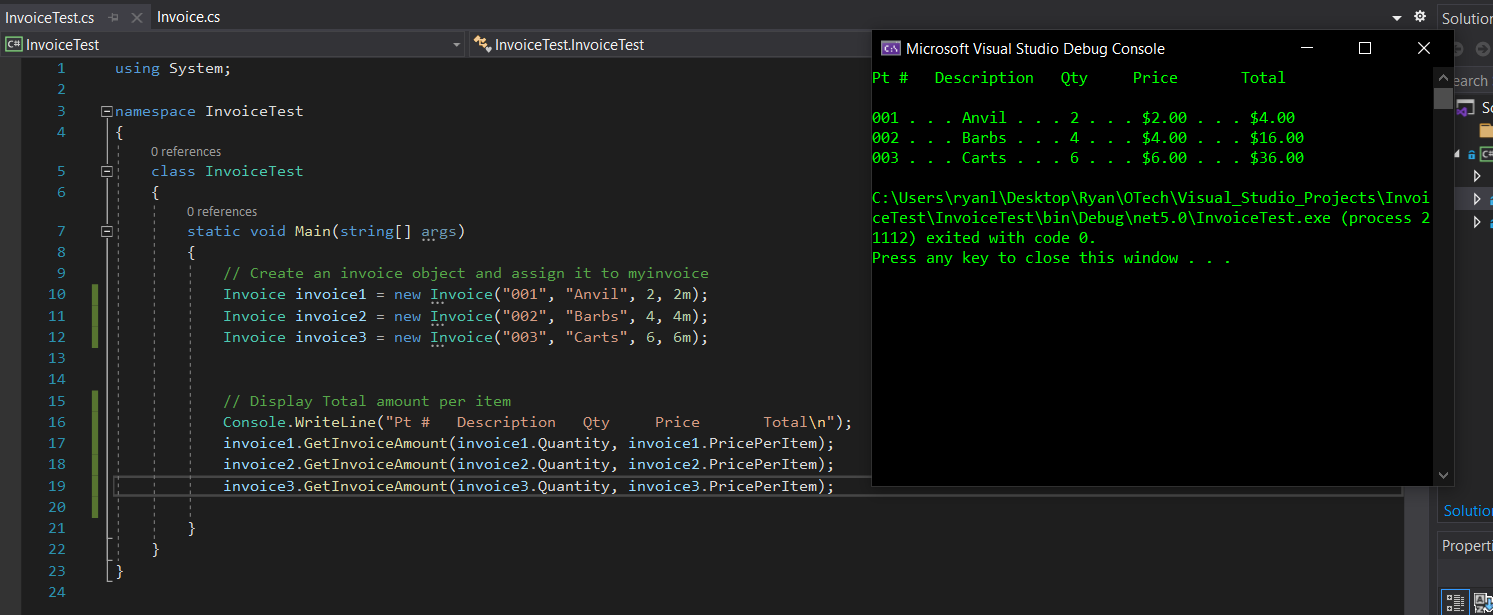 InvoiceTest.cs
Invoice.cs
Solution
C# InvoiceTest
InvoiceTest.InvoiceTest
1 using System;
2
3 namespace InvoiceTest
4 {
0 references
5 class InvoiceTest
6 {
0 references
7 static void Main(string[] args)
8 {
9 // Create an invoice object and assign it to myinvoice
10 Invoice invoice1 = new Invoice("001", "Anvil", 2, 2m);
11 Invoice invoice2 = new Invoice("002", "Barbs", 4, 4m);
12 Invoice invoice3 = new Invoice("003", "Carts", 6, 6m);
13
14
15 // Display Total amount per item
16 Console.WriteLine("Pt #   Description   Qty     Price       Total\n");
17 invoice1.GetInvoiceAmount(invoice1.Quantity, invoice1.PricePerItem);
18 invoice2.GetInvoiceAmount(invoice2.Quantity, invoice2.PricePerItem);
19 invoice3.GetInvoiceAmount(invoice3.Quantity, invoice3.PricePerItem);
20
21 }
22 }
23 }
24
C:\ Microsoft Visual Studio Debug Console
Pt #   Description   Qty     Price       Total
001 . . . Anvil . . . 2 . . . $2.00 . . . $4.00
002 . . . Barbs . . . 4 . . . $4.00 . . . $16.00
003 . . . Carts . . . 6 . . . $6.00 . . . $36.00
C:\Users\ryanl\Desktop\Ryan\OTech\Visual_Studio_Projects\Invoi
ceTest\InvoiceTest\bin\Debug\net5.0\InvoiceTest.exe (process 2
1112) exited with code 0.
Press any key to close this window . . .
earch
So
C#
Solution
Properti